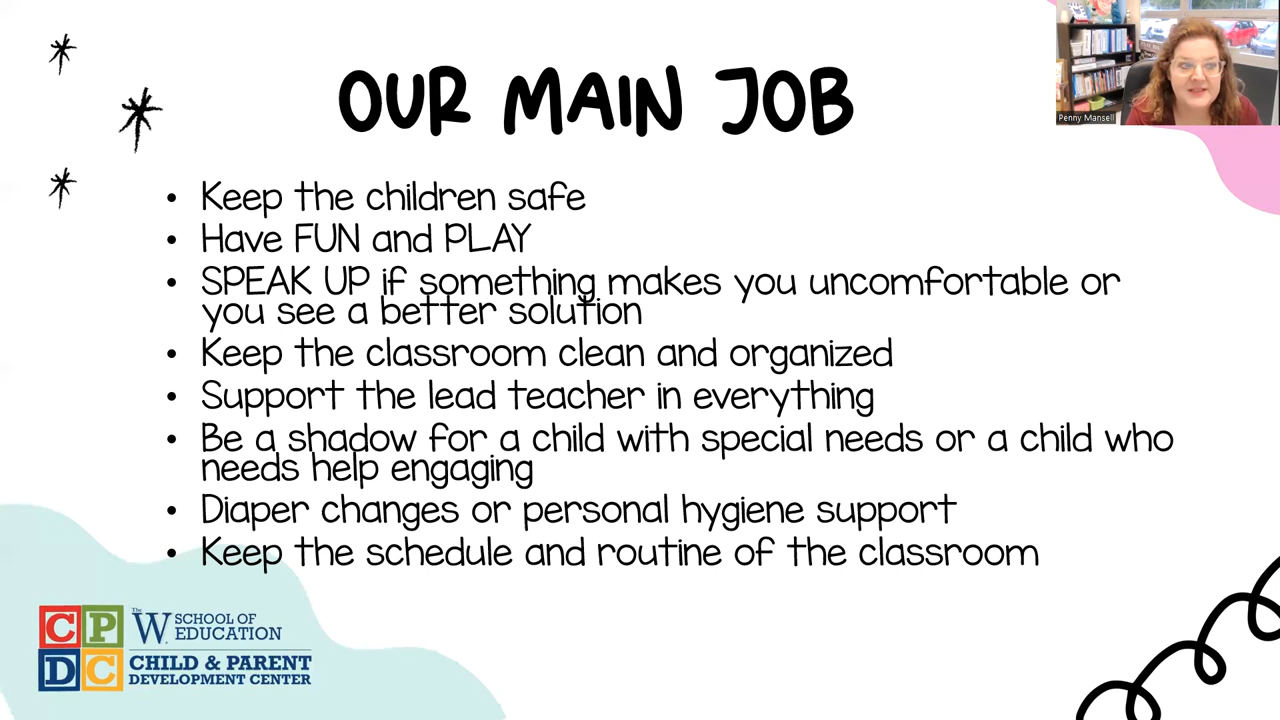 OUR MAIN JOB
Penny Mansell
• Keep the children safe
• Have FUN and PLAY
• SPEAK UP if something makes you uncomfortable or
you see a better solution
• Keep the classroom clean and organized
• Support the lead teacher in everything
• Be a shadow for a child with special needs or a child who
needs help engaging
• Diaper changes or personal hygiene support
• Keep the schedule and routine of the classroom
CP
DC
The W SCHOOL OF
EDUCATION
CHILD & PARENT
DEVELOPMENT CENTER